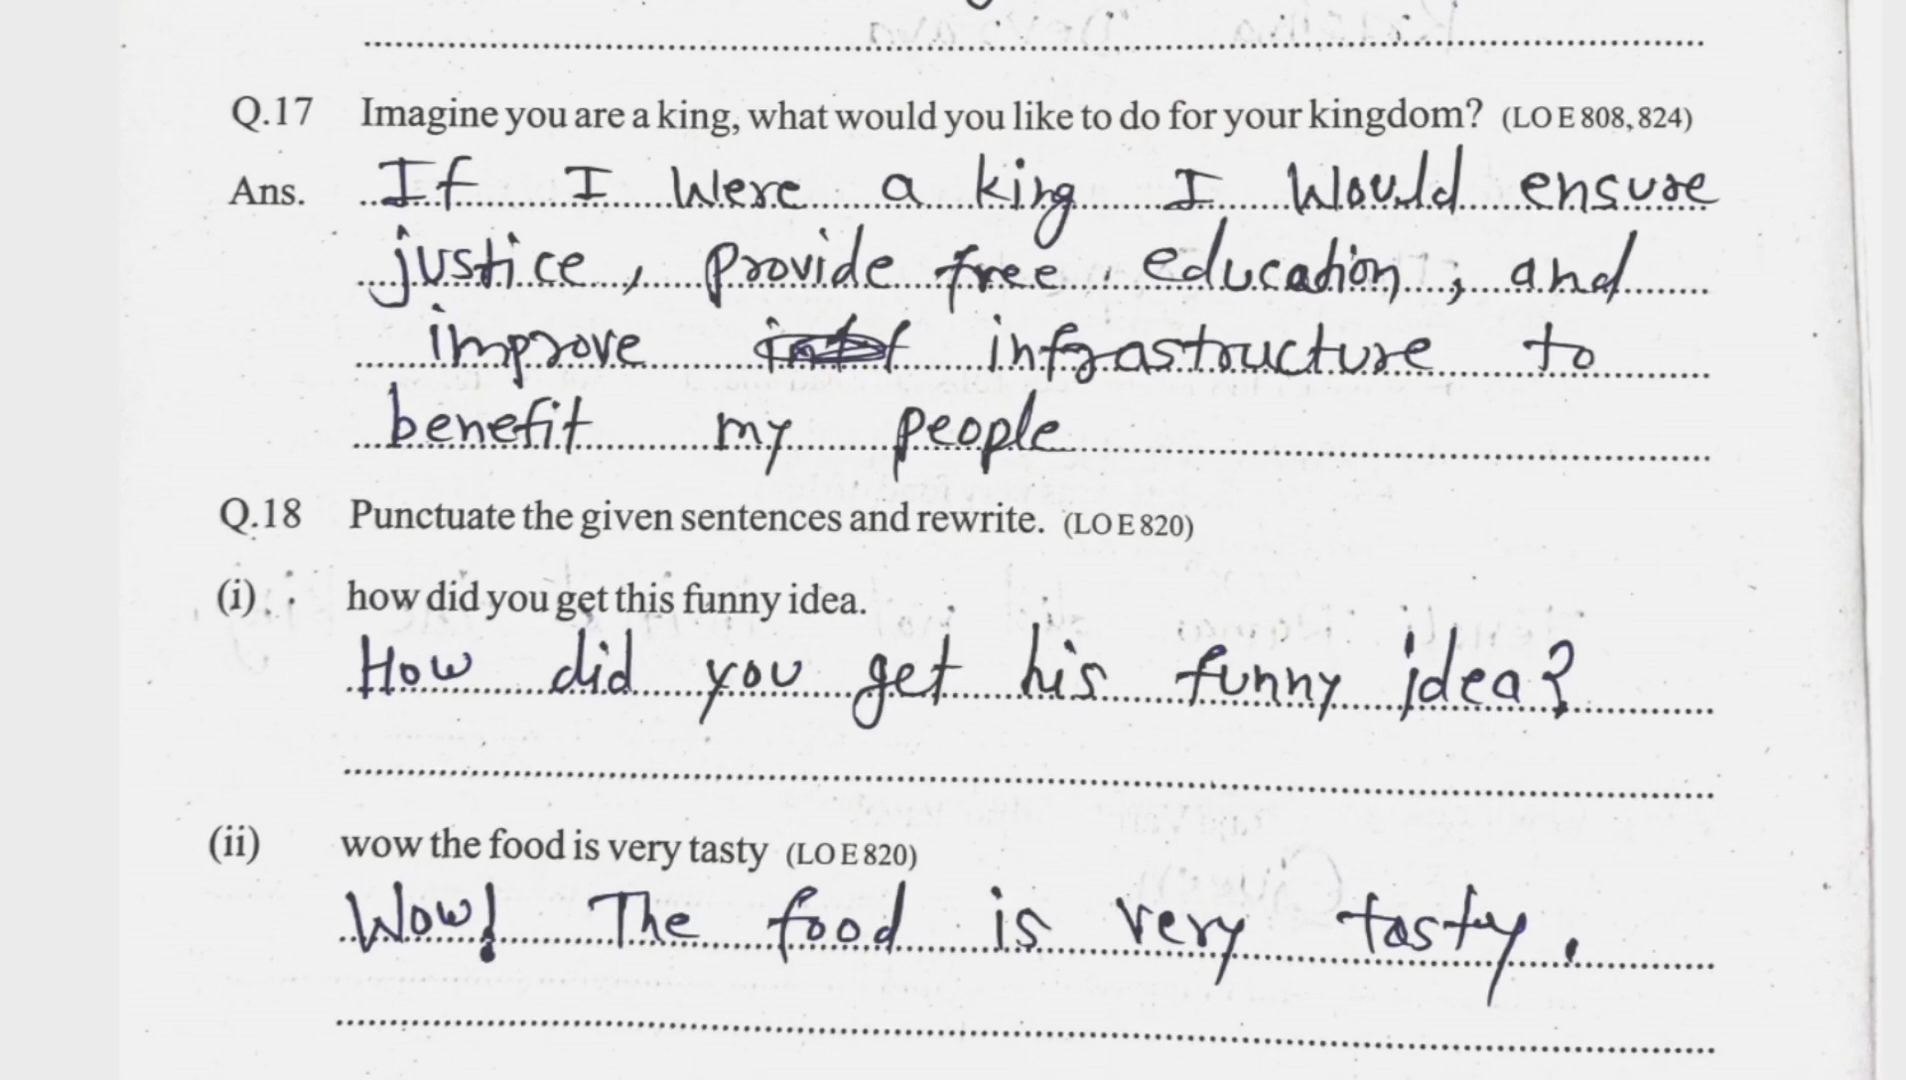 Q.17 Imagine you are a king, what would you like to do for your kingdom? (LO E 808, 824)
Ans. If I were a king I would ensure
justice, provide free education, and
improve infrastructure to
benefit my people
Q.18 Punctuate the given sentences and rewrite. (LO E 820)
(i). how did you get this funny idea.
How did you get his funny idea?
(ii) wow the food is very tasty (LO E 820)
Wow! The food is very tasty.